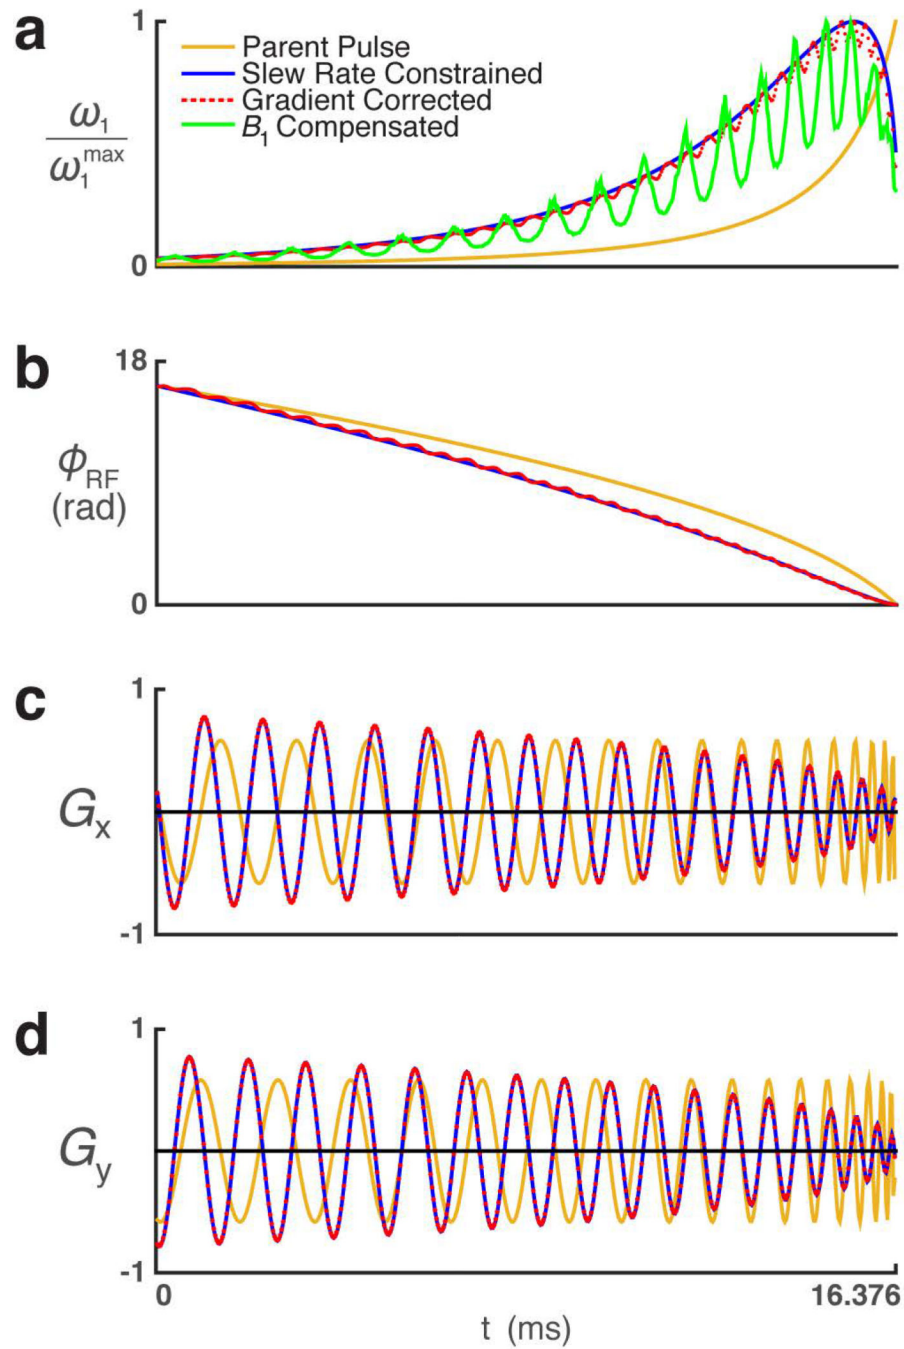 a
1
Parent Pulse
Slew Rate Constrained
Gradient Corrected
B₁ Compensated
ω₁
ω₁ᵐᵃˣ
0
b
18
ϕRF
(rad)
0
c
1
Gx
-1
d
1
Gy
-1
0
16.376
t (ms)